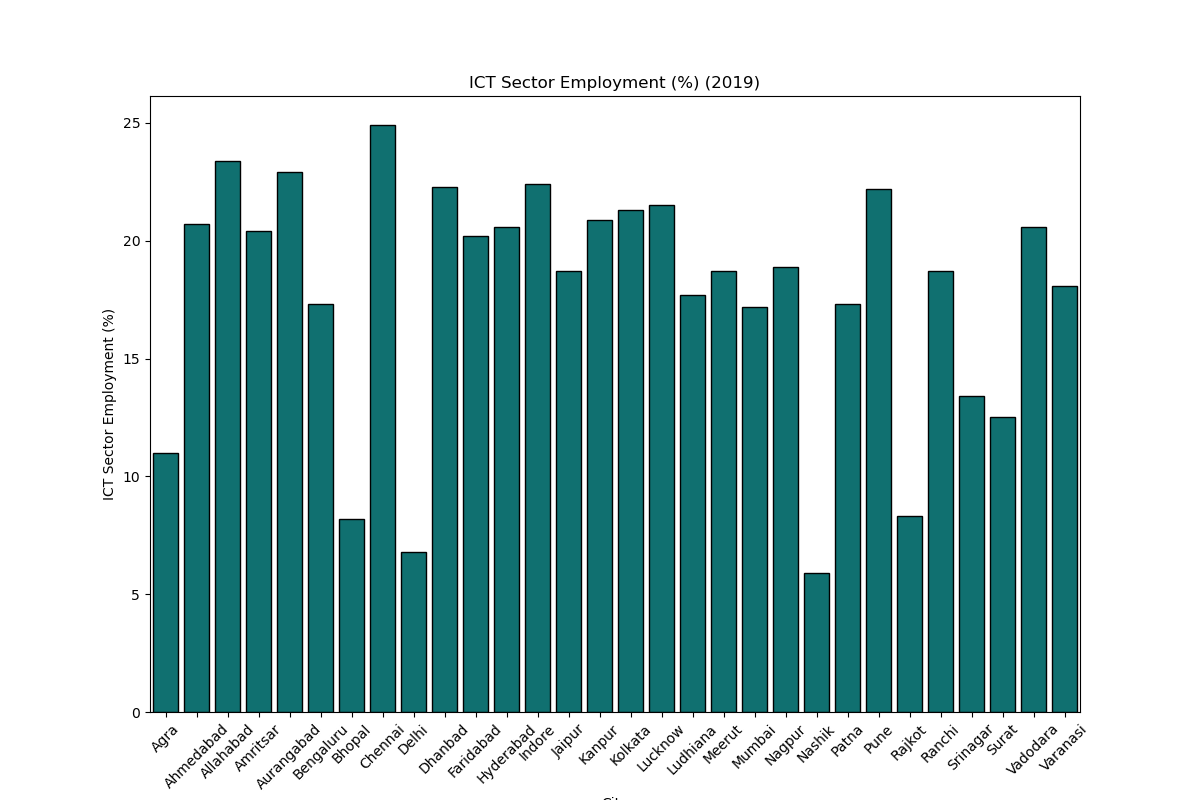 ICT Sector Employment (%) (2019)
ICT Sector Employment (%)
25
20
15
10
5
0
Agra
Ahmedabad
Allahabad
Amritsar
Aurangabad
Bengaluru
Bhopal
Chennai
Delhi
Dhanbad
Faridabad
Hyderabad
Indore
Jaipur
Kanpur
Kolkata
Lucknow
Ludhiana
Meerut
Mumbai
Nagpur
Nashik
Patna
Pune
Rajkot
Ranchi
Srinagar
Surat
Vadodara
Varanasi